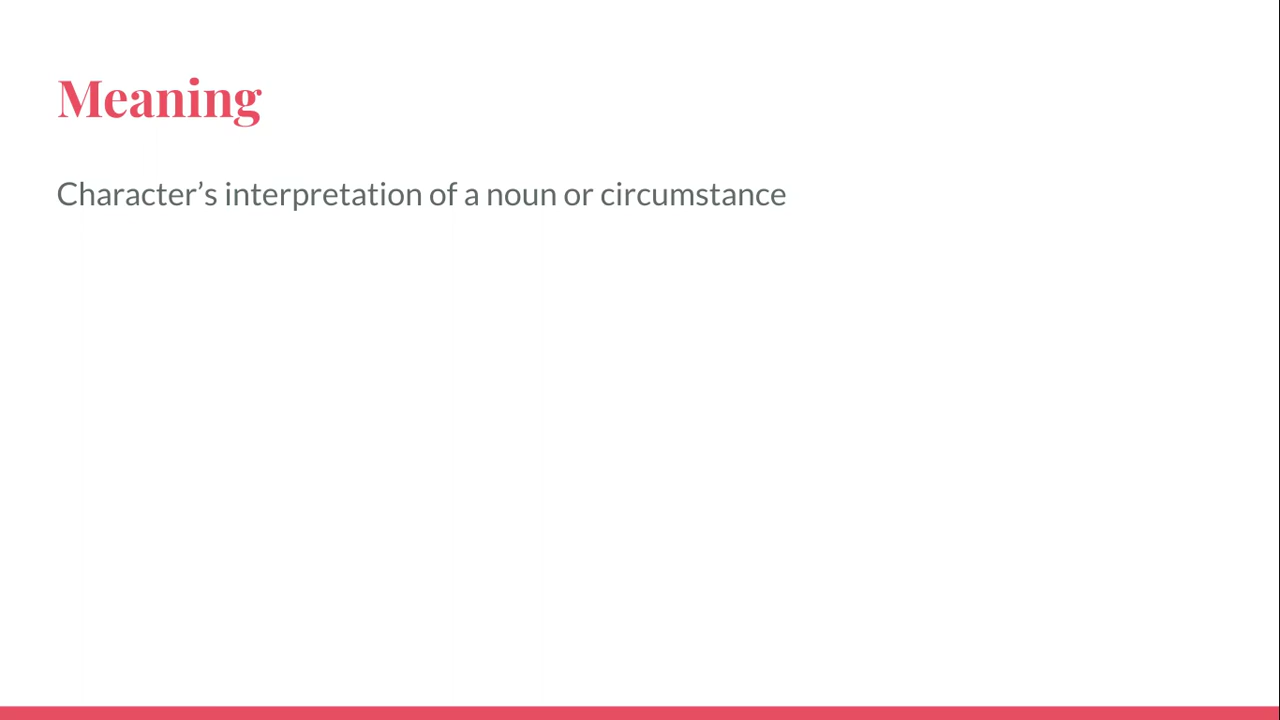 Meaning
Character’s interpretation of a noun or circumstance